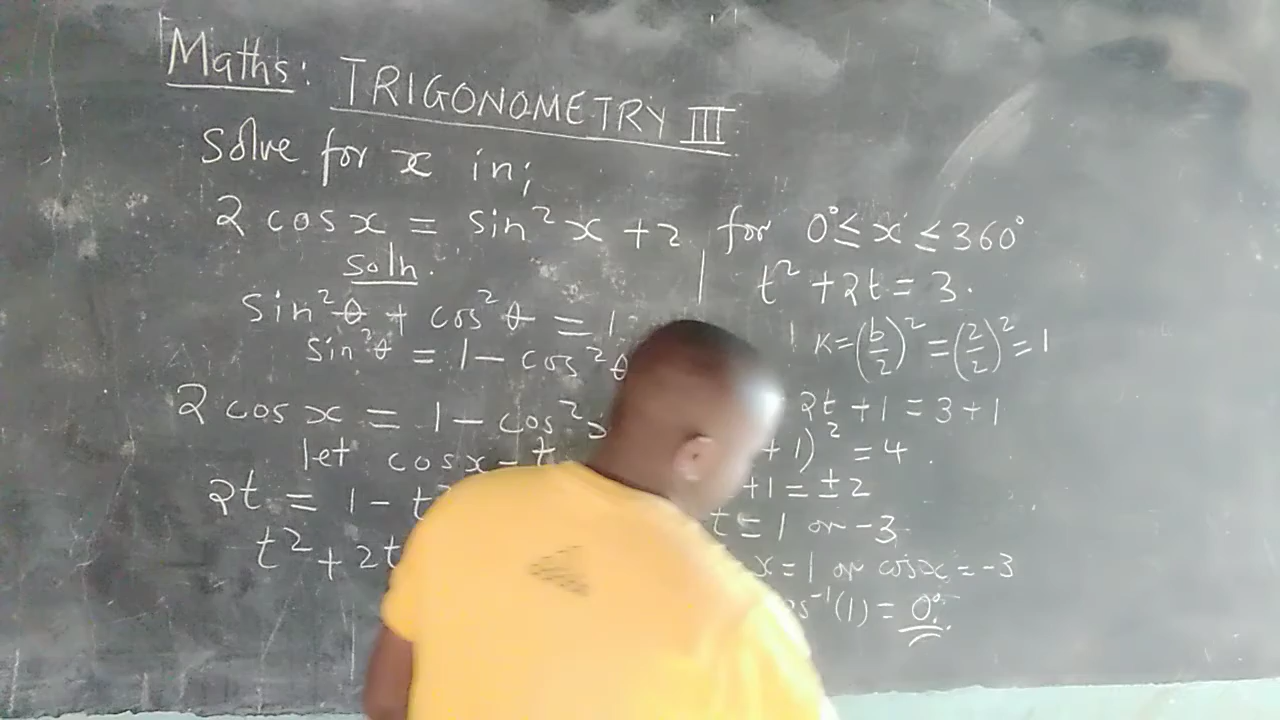 Maths: TRIGONOMETRY III
Solve for x in;
2 cos x = sin²x + 2 for 0° ≤ x ≤ 360°
Soln.
sin²θ + cos²θ = 1
sin²θ = 1 − cos²θ
2 cos x = 1 − cos²x
let cos x = t
2t = 1 − t²
t² + 2t
t² + 2t = 3.
K = (b/2)² = (2/2)² = 1
2t + 1 = 3 + 1
+ 1)² = 4
+ 1 = ± 2
t = 1 or −3
x = 1 or cos x = −3
cos⁻¹(1) = 0°.